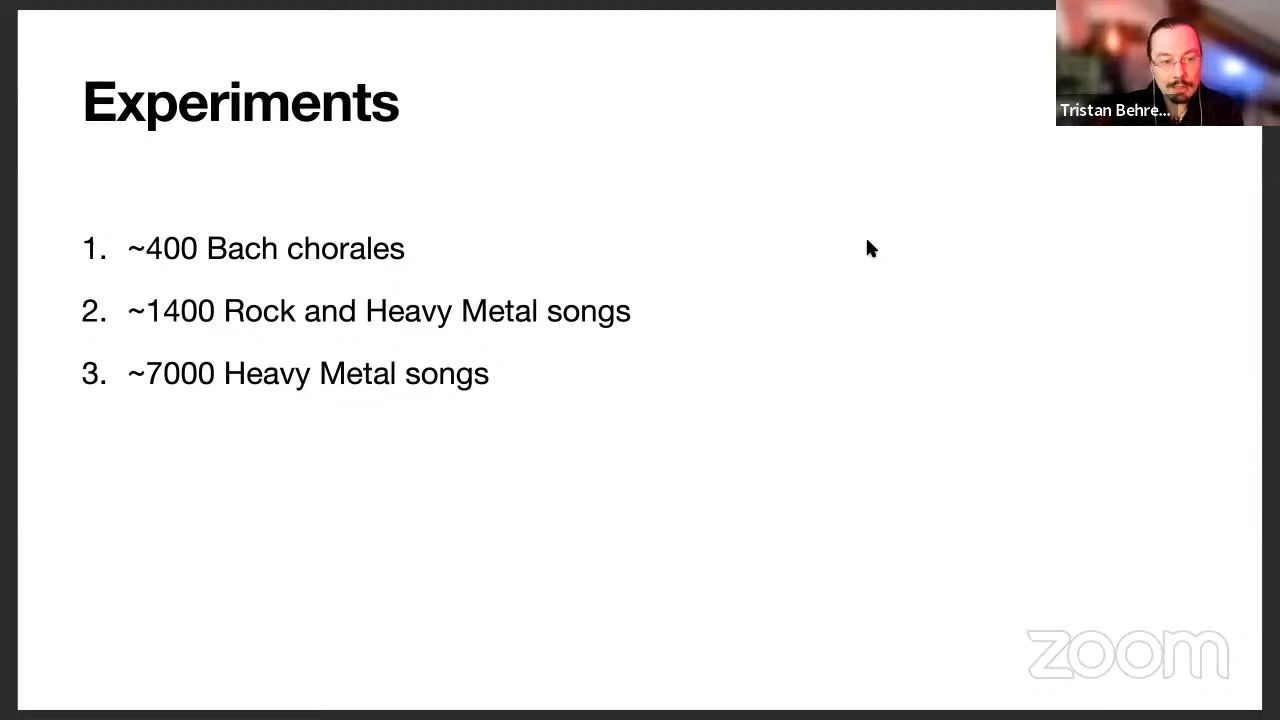 Experiments
Tristan Behre...
1. ~400 Bach chorales
2. ~1400 Rock and Heavy Metal songs
3. ~7000 Heavy Metal songs
zoom